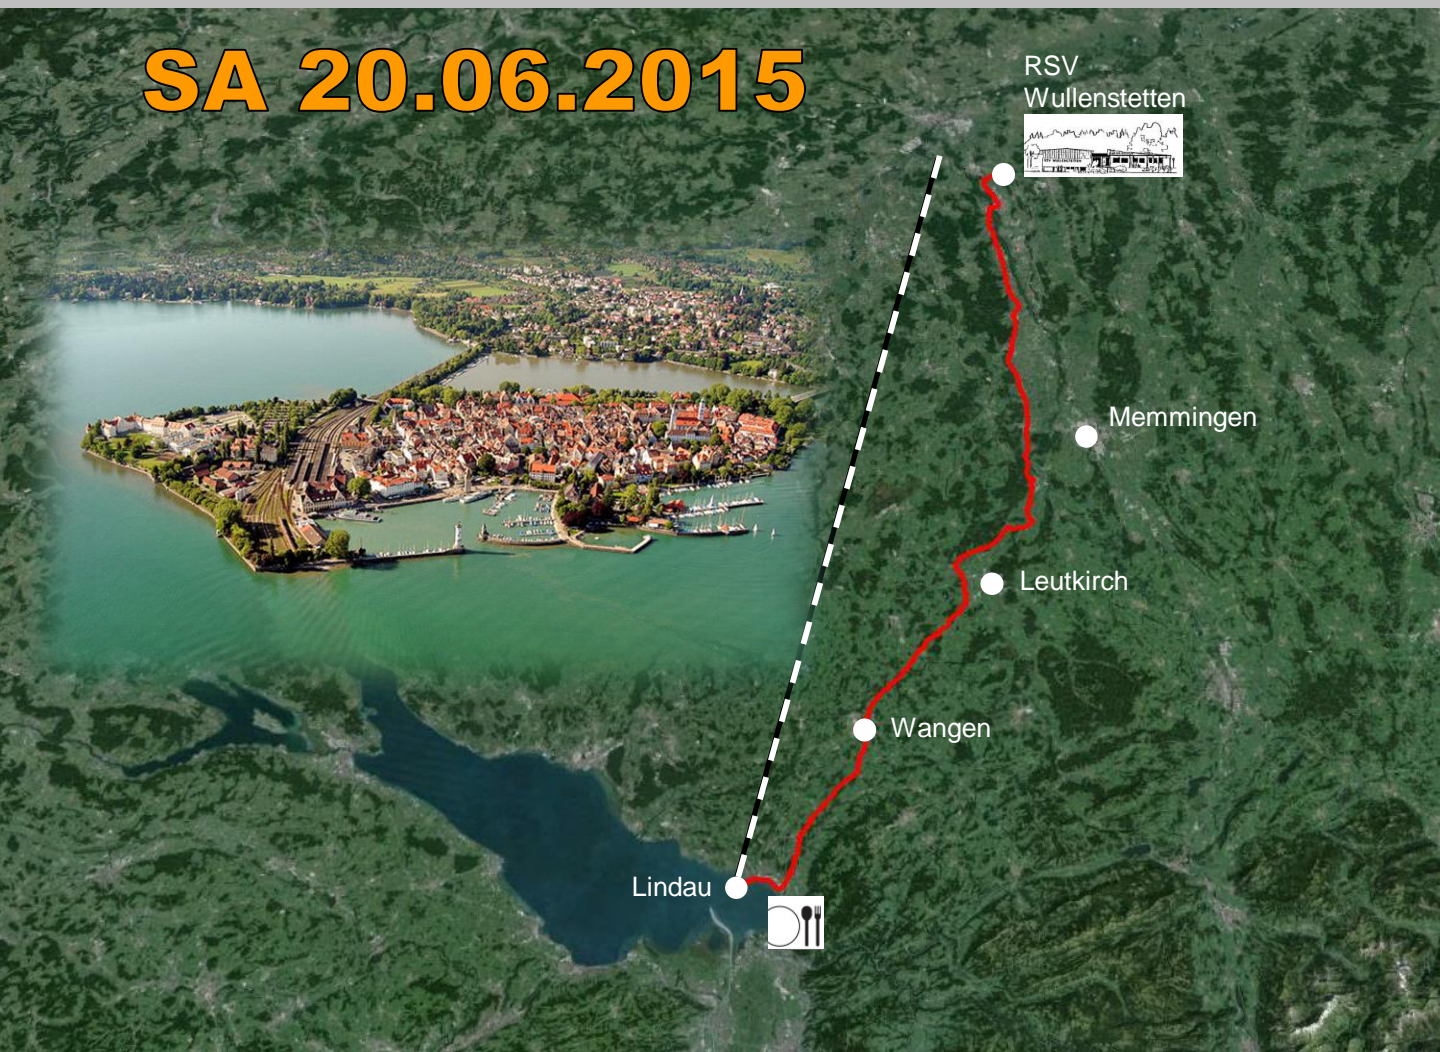 SA 20.06.2015
RSV
Wullenstetten
Memmingen
Leutkirch
Wangen
Lindau